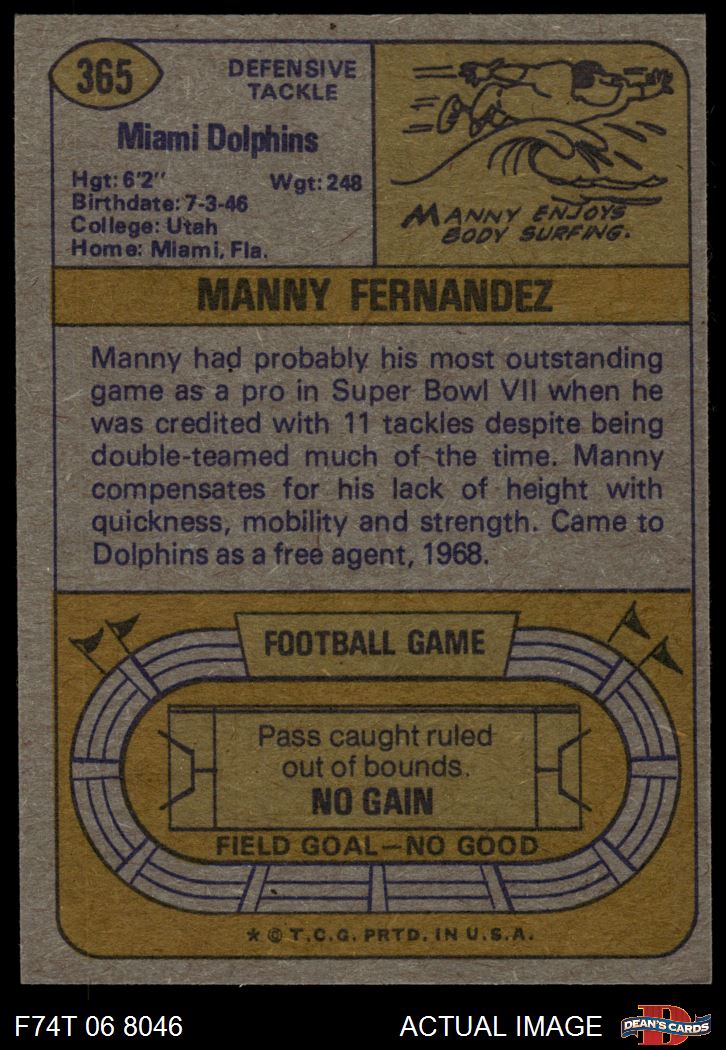 365
DEFENSIVE
TACKLE
Miami Dolphins
Hgt: 6'2" Wgt: 248
Birthdate: 7-3-46
College: Utah
Home: Miami, Fla.
MANNY ENJOYS
BODY SURFING.
MANNY FERNANDEZ
Manny had probably his most outstanding
game as a pro in Super Bowl VII when he
was credited with 11 tackles despite being
double-teamed much of the time. Manny
compensates for his lack of height with
quickness, mobility and strength. Came to
Dolphins as a free agent, 1968.
FOOTBALL GAME
Pass caught ruled
out of bounds.
NO GAIN
FIELD GOAL—NO GOOD
* © T.C.G. PRTD. IN U.S.A.
F74T 06 8046
ACTUAL IMAGE
D
DEAN'S CARDS